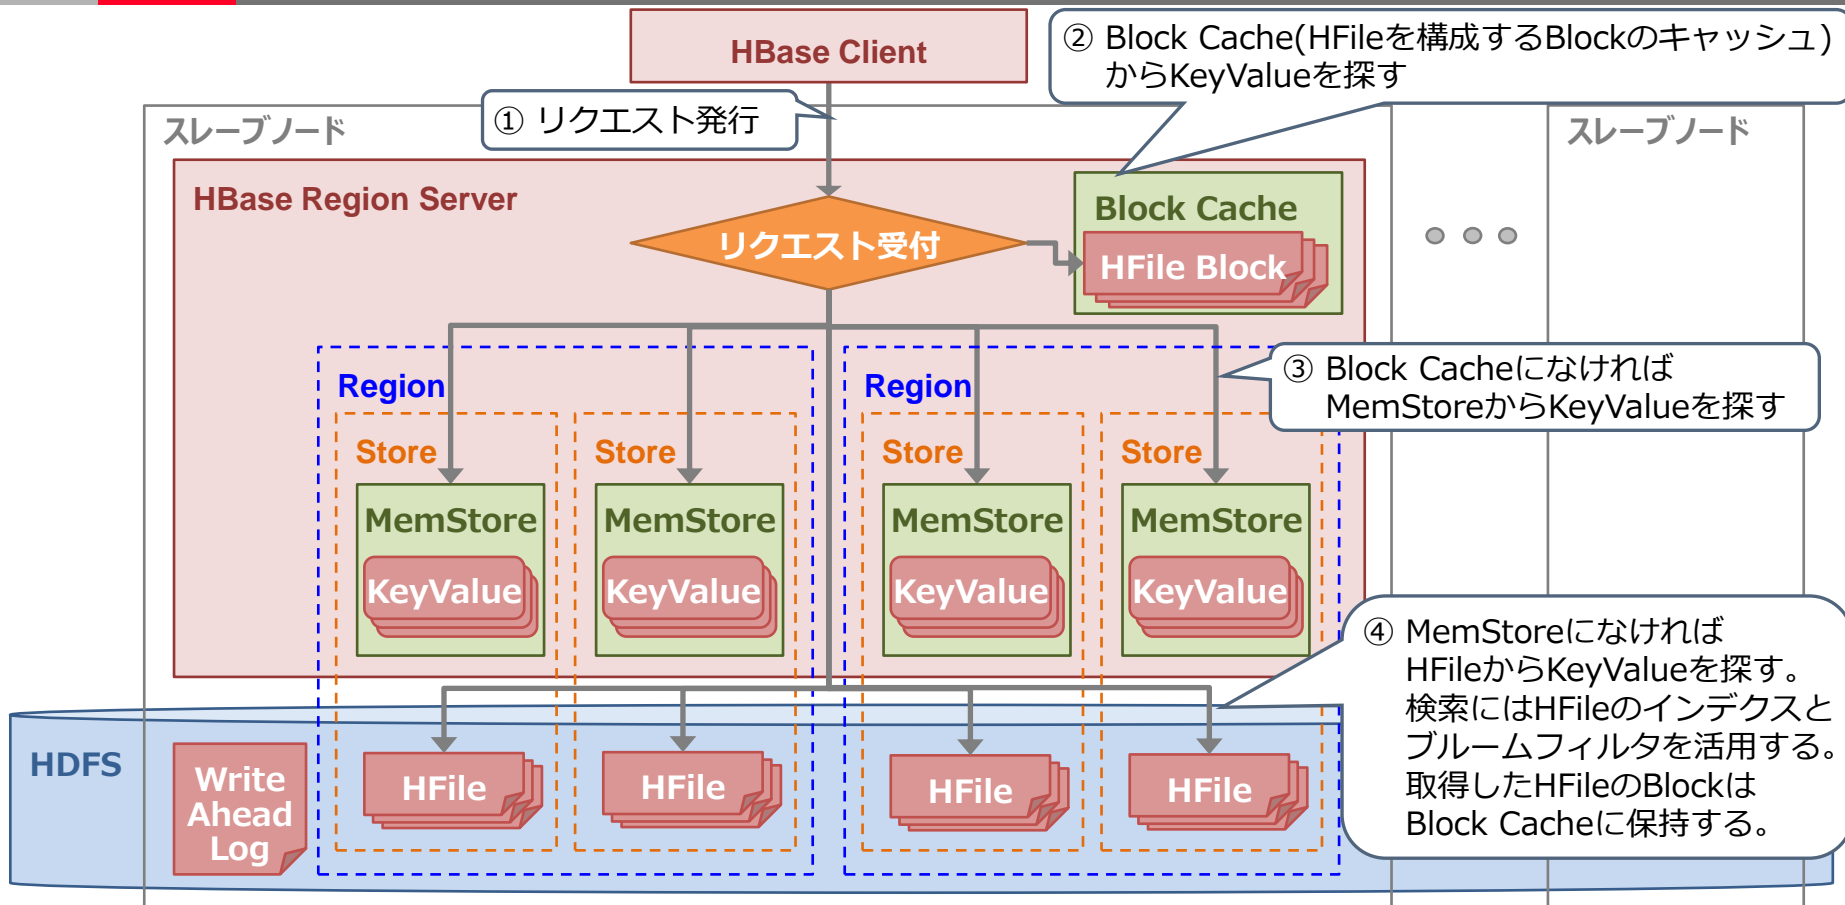 HBase Client
② Block Cache(HFileを構成するBlockのキャッシュ)
からKeyValueを探す
① リクエスト発行
スレーブノード
スレーブノード
HBase Region Server
リクエスト受付
Block Cache
HFile Block
Region
Region
③ Block Cacheになければ
MemStoreからKeyValueを探す
Store
Store
Store
Store
MemStore
MemStore
MemStore
MemStore
KeyValue
KeyValue
KeyValue
KeyValue
④ MemStoreになければ
HFileからKeyValueを探す。
検索にはHFileのインデクスと
ブルームフィルタを活用する。
取得したHFileのBlockは
Block Cacheに保持する。
HDFS
Write
Ahead
Log
HFile
HFile
HFile
HFile